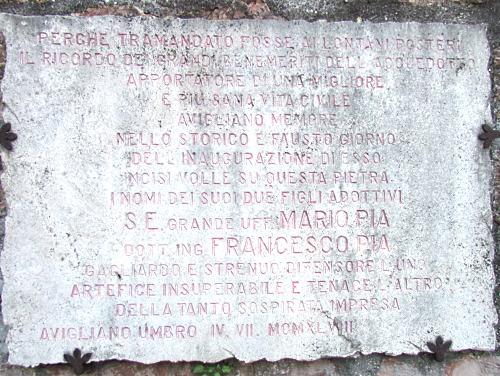 PERCHE TRAMANDATO FOSSE AI LONTANI POSTERI
IL RICORDO DEI GRANDI BENEMERITI DELL'ACQUEDOTTO
APPORTATORE DI UNA MIGLIORE
E PIU SANA VITA CIVILE
AVIGLIANO MEMORE
NELLO STORICO E FAUSTO GIORNO
DELL'INAUGURAZIONE DI ESSO
INCISI VOLLE SU QUESTA PIETRA
I NOMI DEI SUOI DUE FIGLI ADOTTIVI
S.E. GRANDE UFF. MARIO PIA
DOTT. ING. FRANCESCO PIA
GAGLIARDO E STRENUO DIFENSORE L'UN
ARTEFICE INSUPERABILE E TENACE L'ALTRO
DELLA TANTO SOSPIRATA IMPRESA
AVIGLIANO UMBRO IV. VII. MCMXLVIII